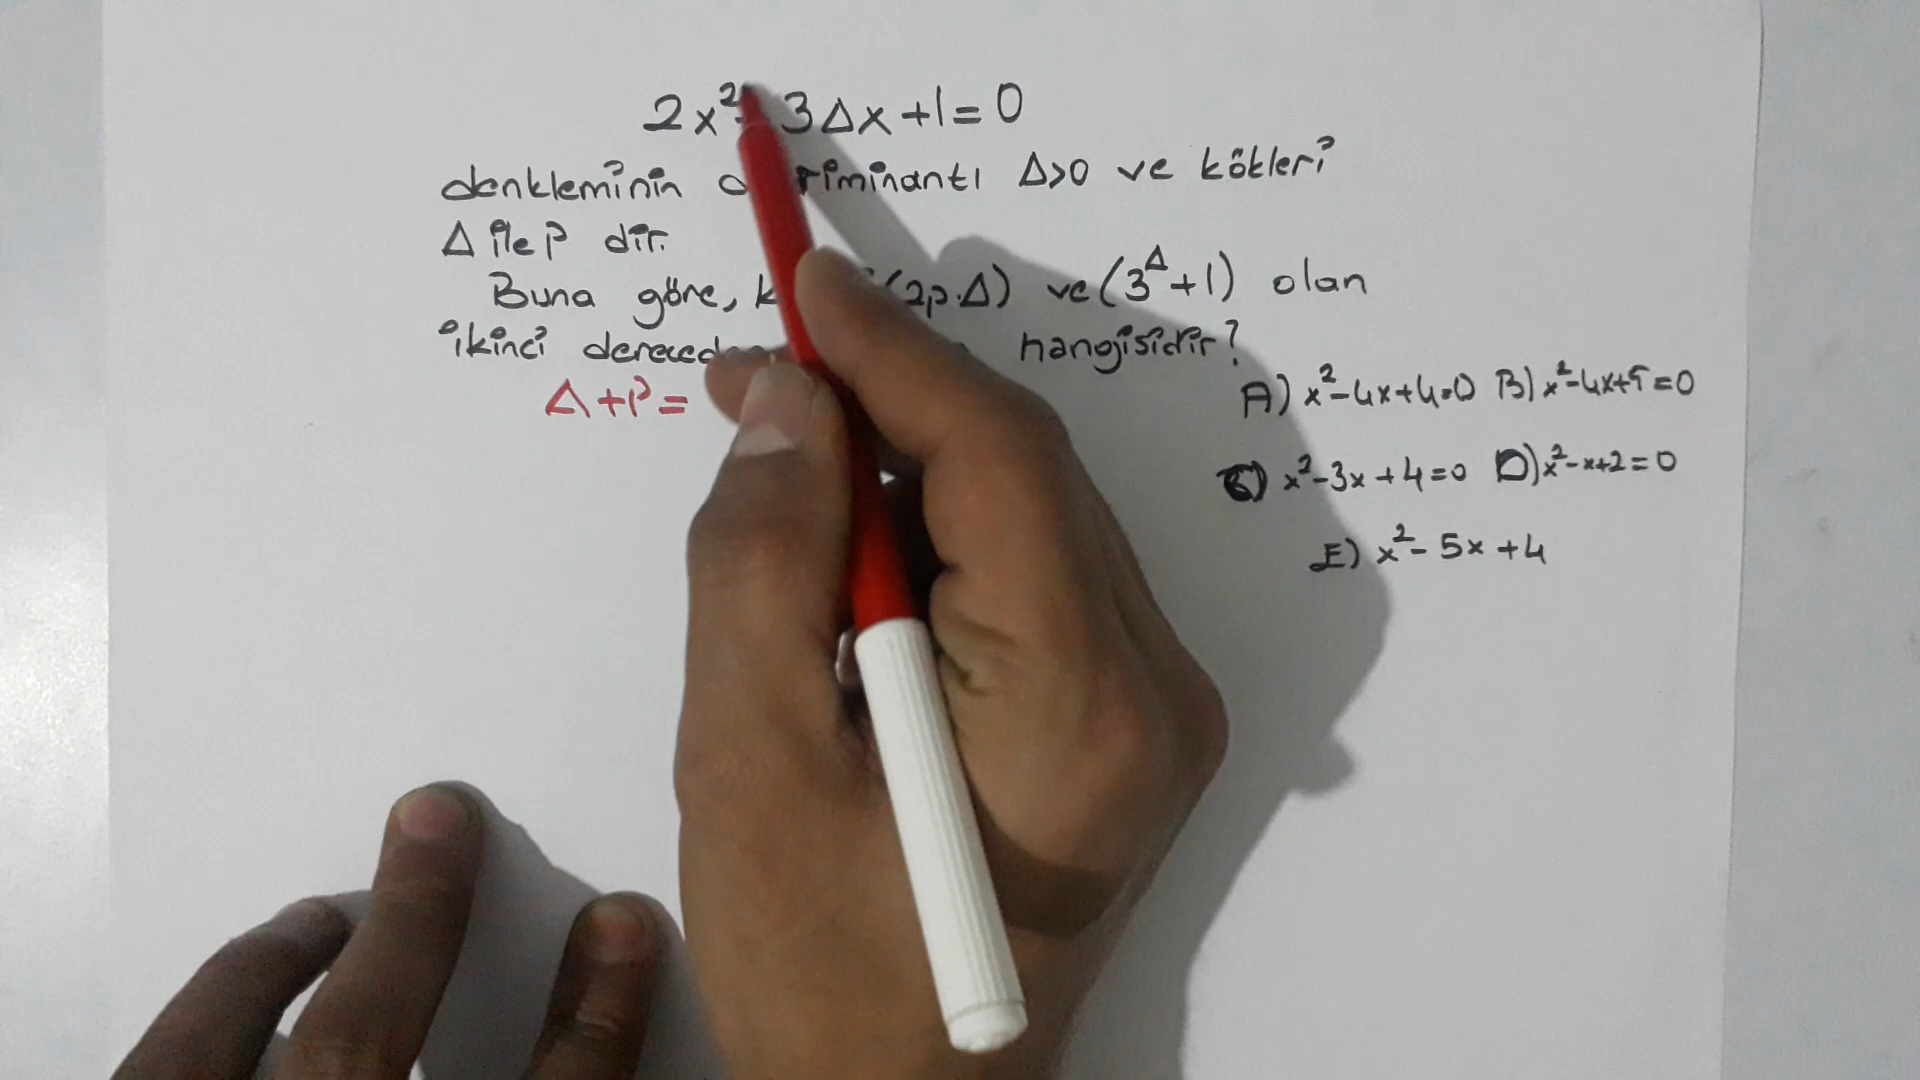 2x² 3Δx+1=0
denkleminin Δ>0 ve kökleri
Δ ile P dir.
Buna göre, (2p.Δ) ve (3^Δ+1) olan
ikinci hangisidir?
Δ+P=
A) x²-4x+4=0 B) x²-4x+5=0
C) x²-3x+4=0 D) x²-x+2=0
E) x²-5x+4